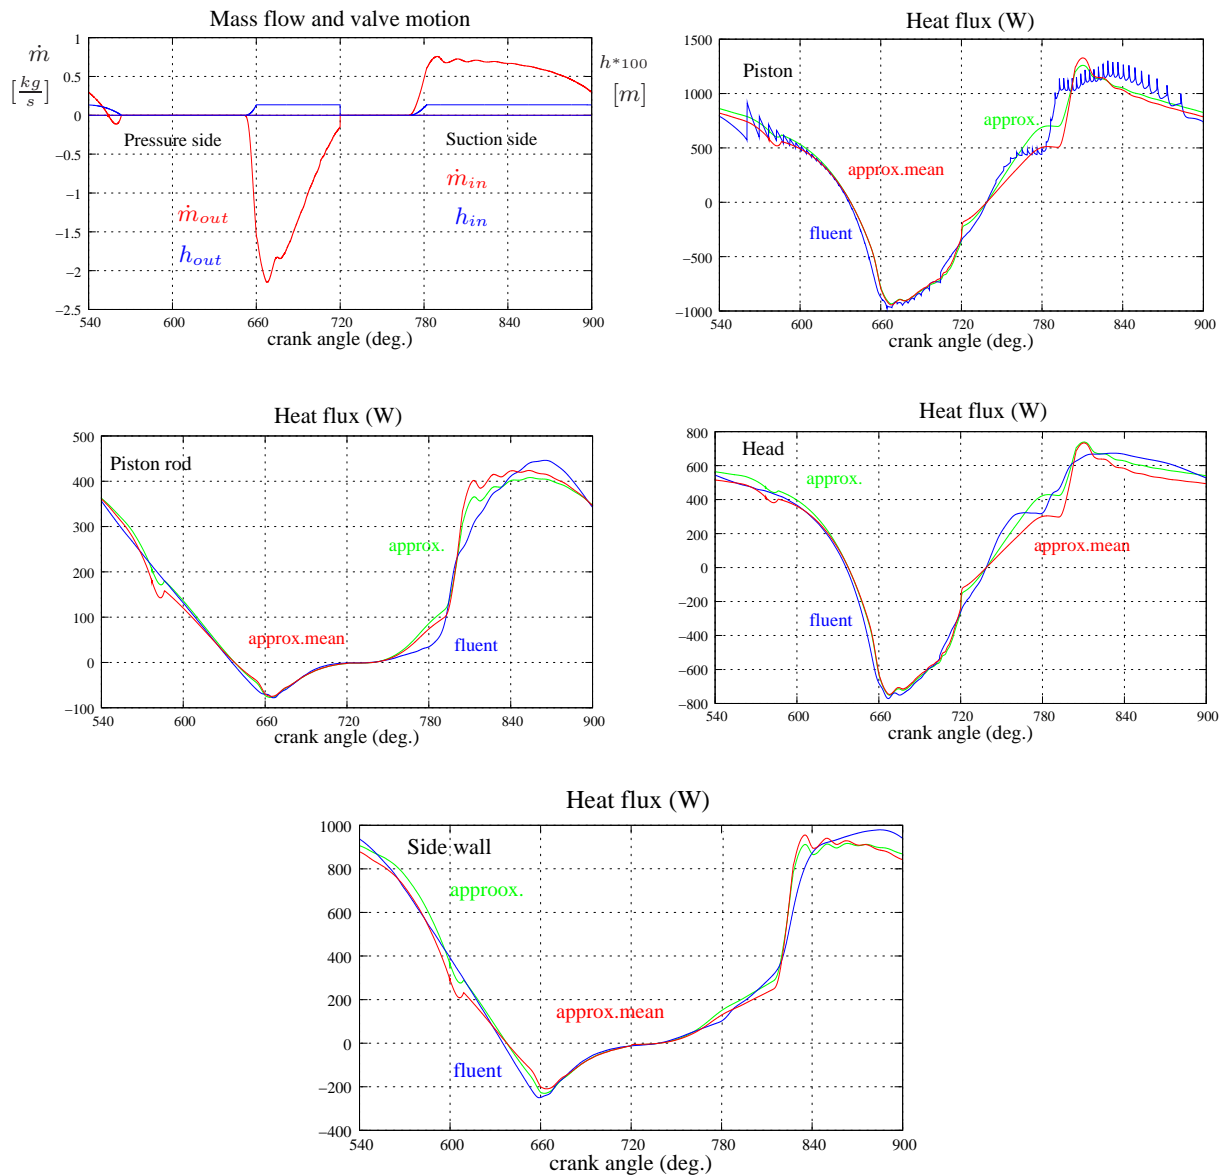 Mass flow and valve motion
ṁ
[kg/s]
1
0.5
0
−0.5
−1
−1.5
−2
−2.5
540 600 660 720 780 840 900
crank angle (deg.)
h*100
[m]
Pressure side
Suction side
ṁout
hout
ṁin
hin
Heat flux (W)
1500
1000
500
0
−500
−1000
540 600 660 720 780 840 900
crank angle (deg.)
Piston
approx.
approx.mean
fluent
Heat flux (W)
500
400
300
200
100
0
−100
540 600 660 720 780 840 900
crank angle (deg.)
Piston rod
approx.
approx.mean
fluent
Heat flux (W)
800
600
400
200
0
−200
−400
−600
−800
540 600 660 720 780 840 900
crank angle (deg.)
Head
approx.
approx.mean
fluent
Heat flux (W)
1000
800
600
400
200
0
−200
−400
540 600 660 720 780 840 900
crank angle (deg.)
Side wall
approox.
approx.mean
fluent